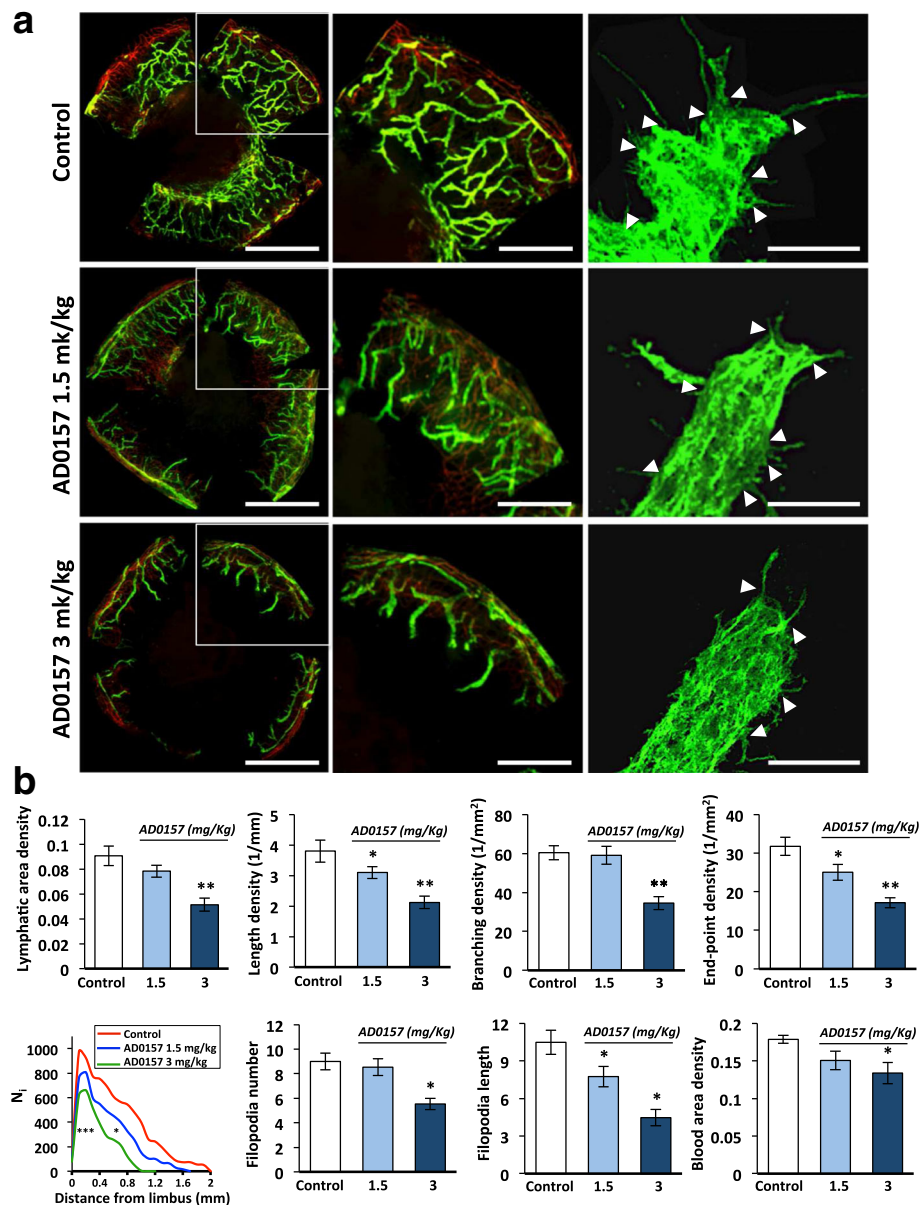 a
Control
AD0157 1.5 mk/kg
AD0157 3 mk/kg
b
Lymphatic area density
0.12
0.1
0.08
0.06
0.04
0.02
0
AD0157 (mg/Kg)
**
Control 1.5 3
Length density (1/mm)
5
4
3
2
1
0
AD0157 (mg/Kg)
*
**
Control 1.5 3
Branching density (1/mm²)
80
60
40
20
0
AD0157 (mg/Kg)
**
Control 1.5 3
End-point density (1/mm²)
40
30
20
10
0
AD0157 (mg/Kg)
*
**
Control 1.5 3
Ni
1000
800
600
400
200
0
Control
AD0157 1.5 mg/kg
AD0157 3 mg/kg
***
*
0 0.4 0.8 1.2 1.6 2
Distance from limbus (mm)
Filopodia number
12
10
8
6
4
2
0
AD0157 (mg/Kg)
*
Control 1.5 3
Filopodia length
12
9
6
3
0
AD0157 (mg/Kg)
*
*
Control 1.5 3
Blood area density
0.2
0.15
0.1
0.05
0
AD0157 (mg/Kg)
*
Control 1.5 3